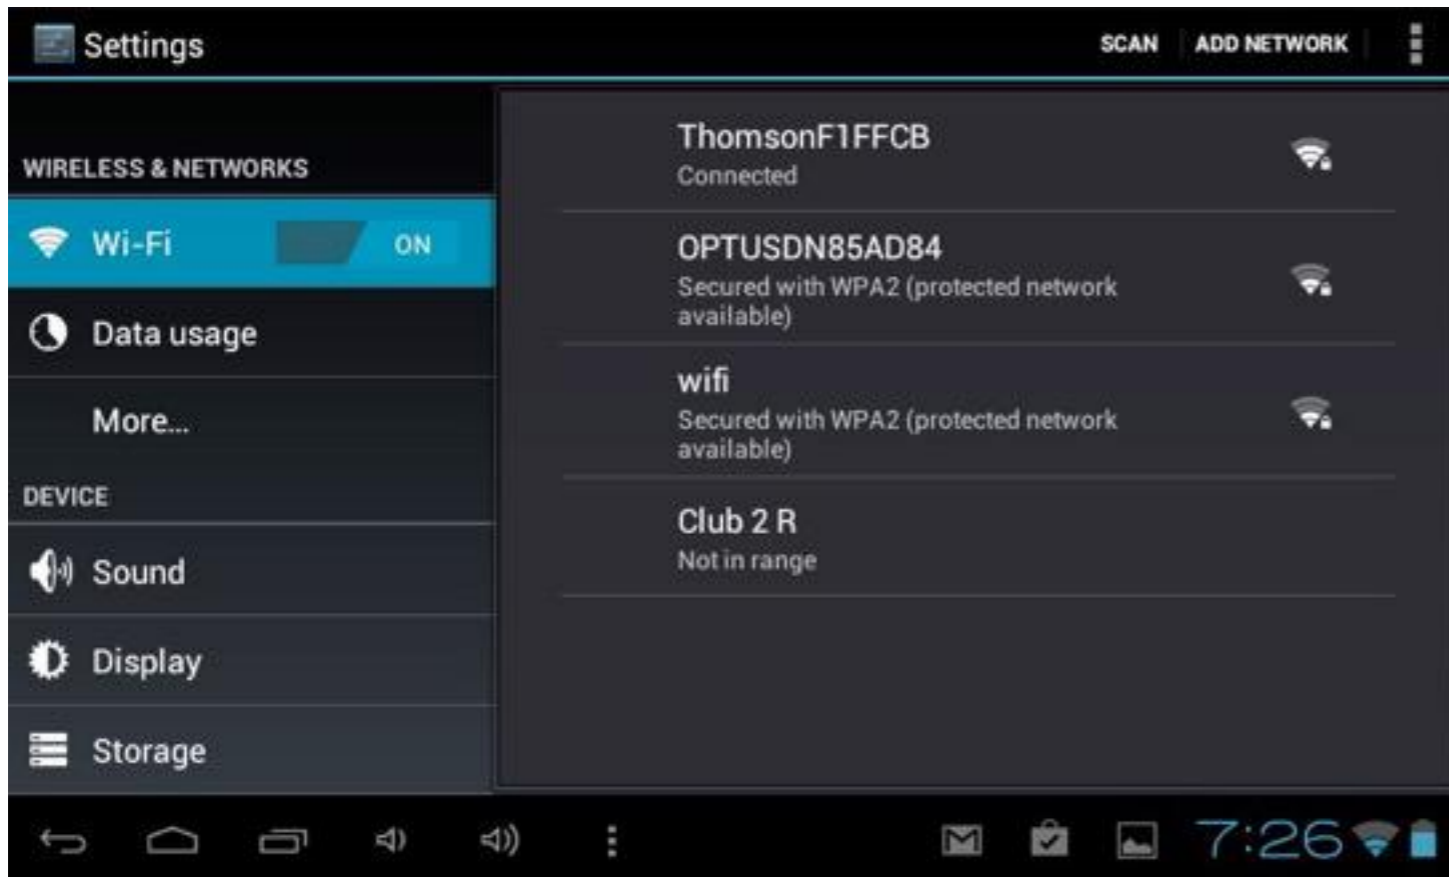 Settings
SCAN
ADD NETWORK
WIRELESS & NETWORKS
Wi-Fi
ON
Data usage
More...
DEVICE
Sound
Display
Storage
ThomsonF1FFCB
Connected
OPTUSDN85AD84
Secured with WPA2 (protected network
available)
wifi
Secured with WPA2 (protected network
available)
Club 2 R
Not in range
7:26